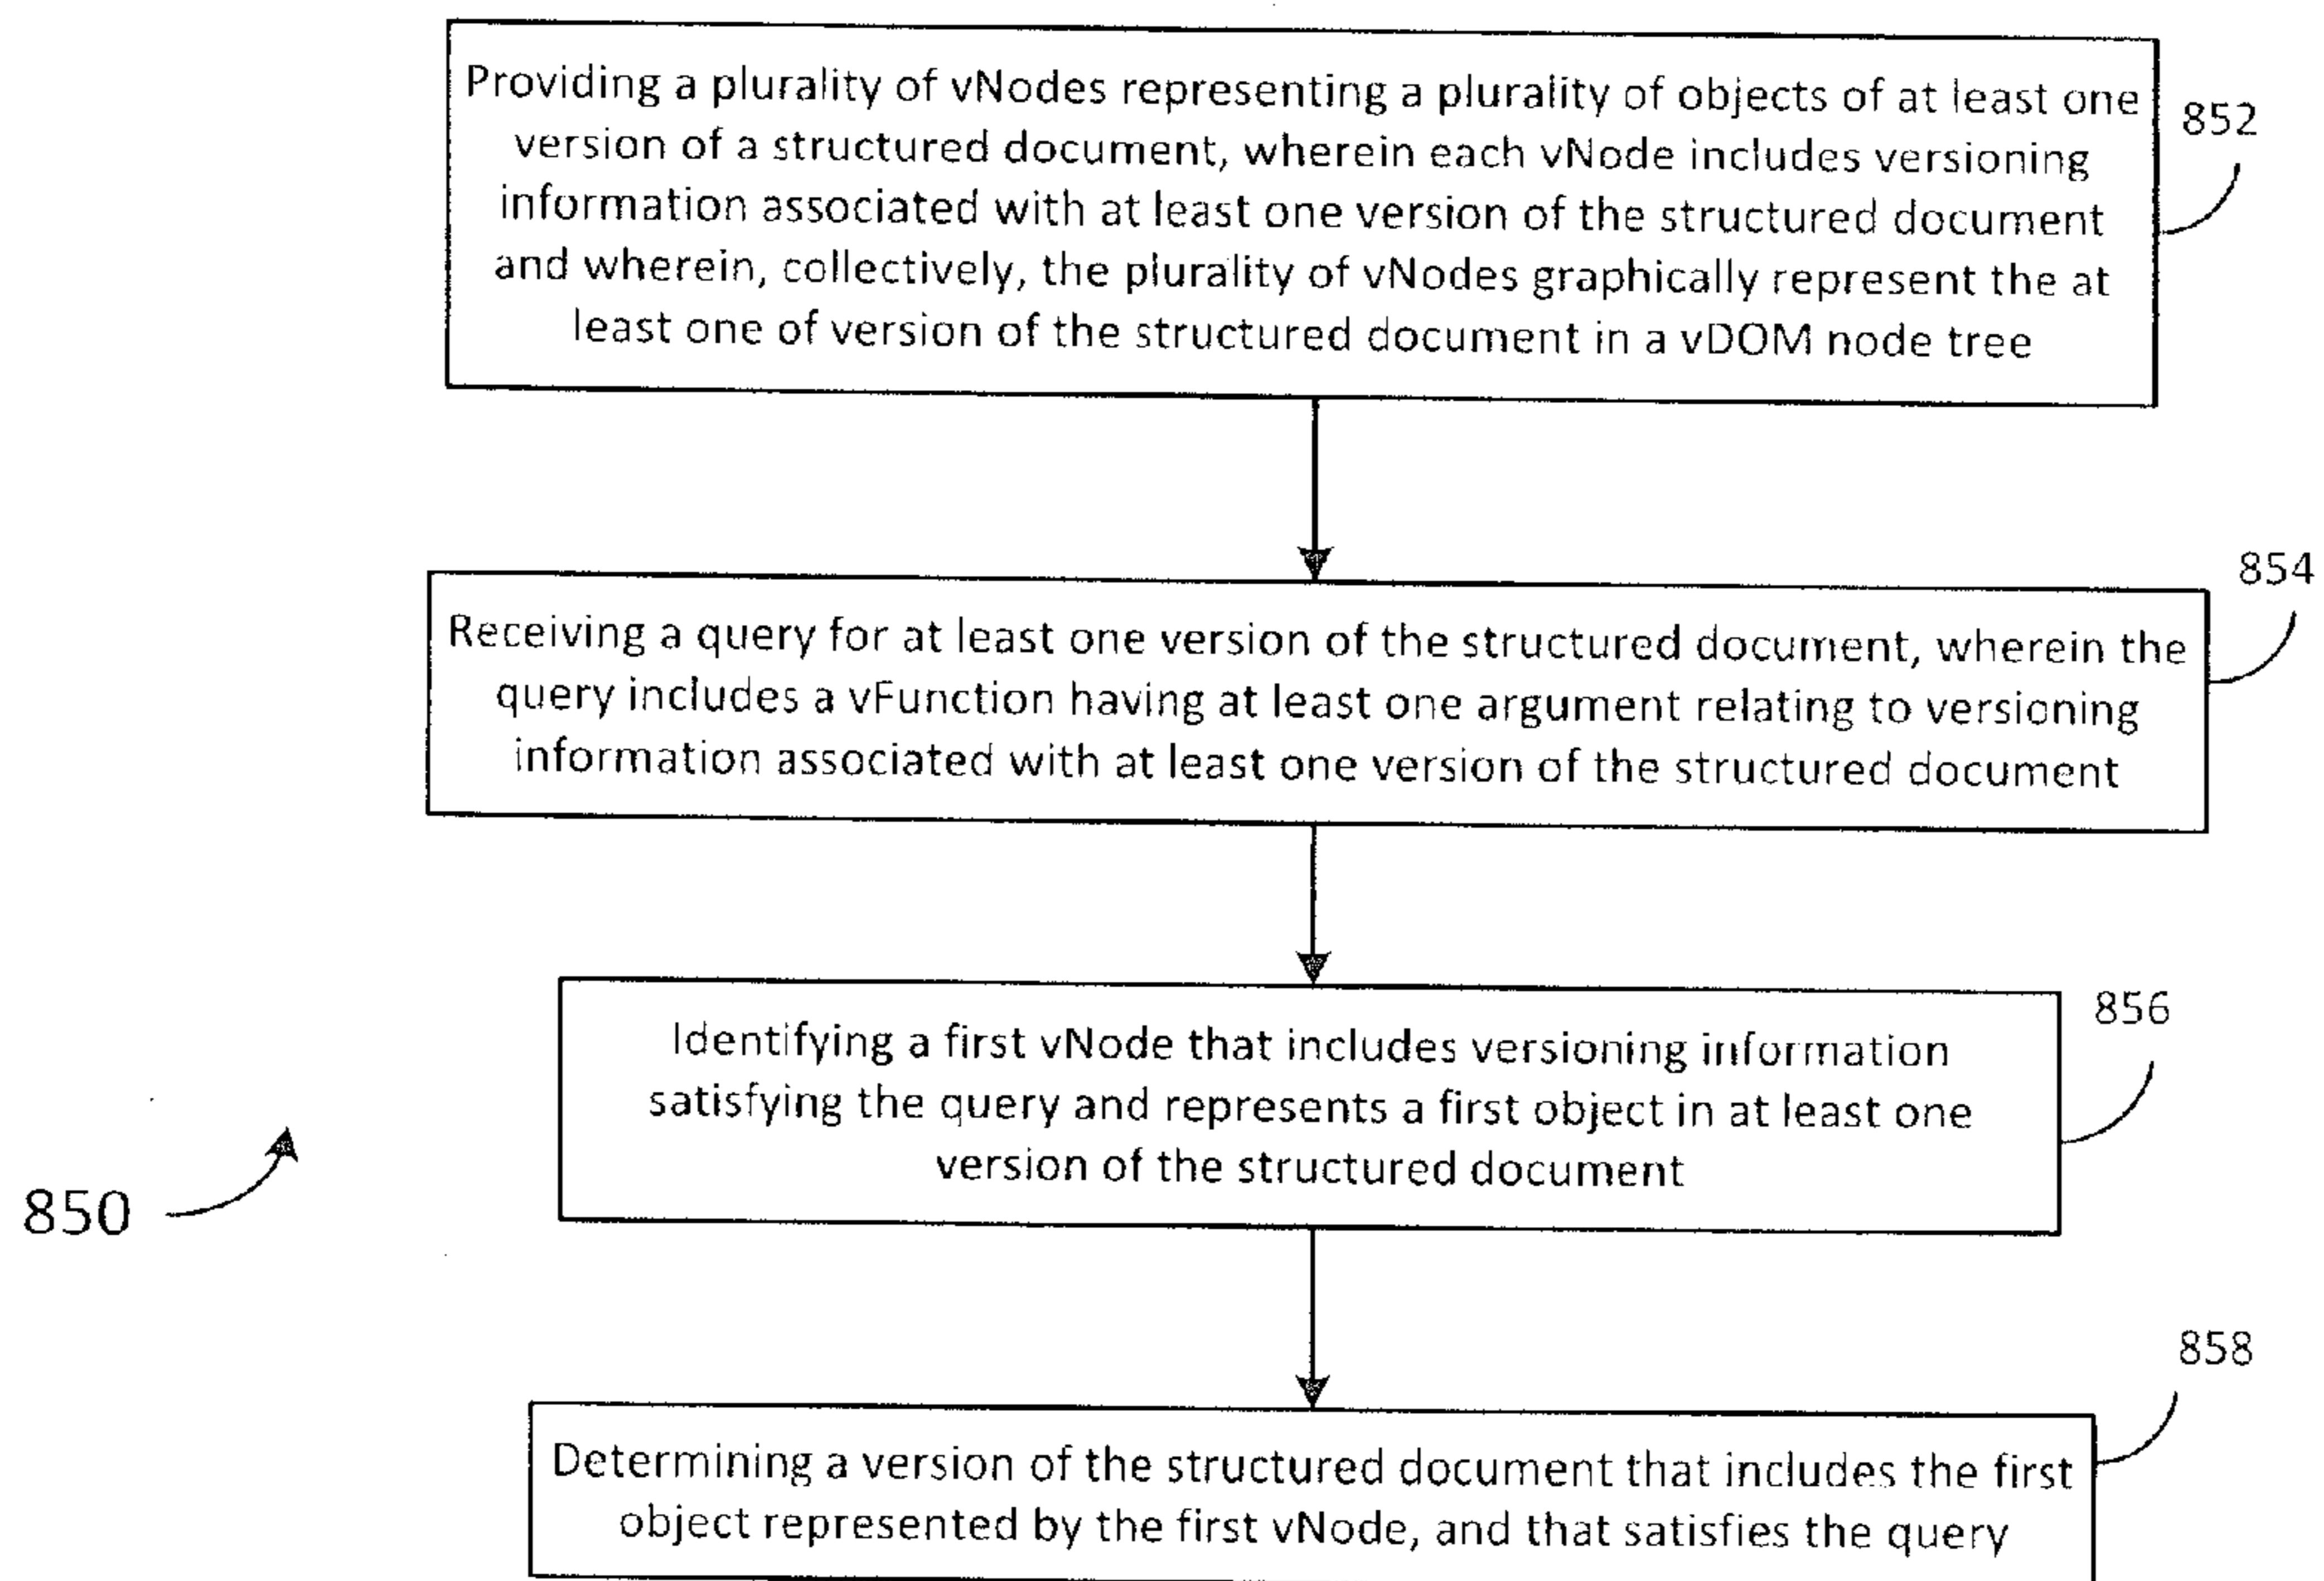 Providing a plurality of vNodes representing a plurality of objects of at least one
version of a structured document, wherein each vNode includes versioning
information associated with at least one version of the structured document
and wherein, collectively, the plurality of vNodes graphically represent the at
least one of version of the structured document in a vDOM node tree
852
Receiving a query for at least one version of the structured document, wherein the
query includes a vFunction having at least one argument relating to versioning
information associated with at least one version of the structured document
854
Identifying a first vNode that includes versioning information
satisfying the query and represents a first object in at least one
version of the structured document
856
850
Determining a version of the structured document that includes the first
object represented by the first vNode, and that satisfies the query
858